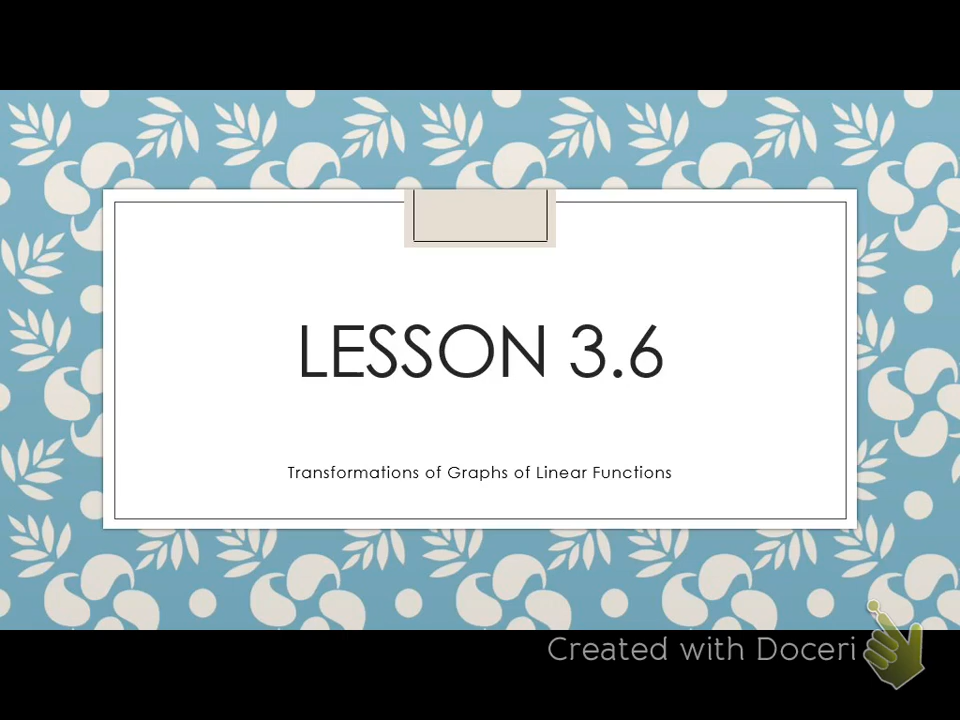 LESSON 3.6
Transformations of Graphs of Linear Functions
Created with Doceri